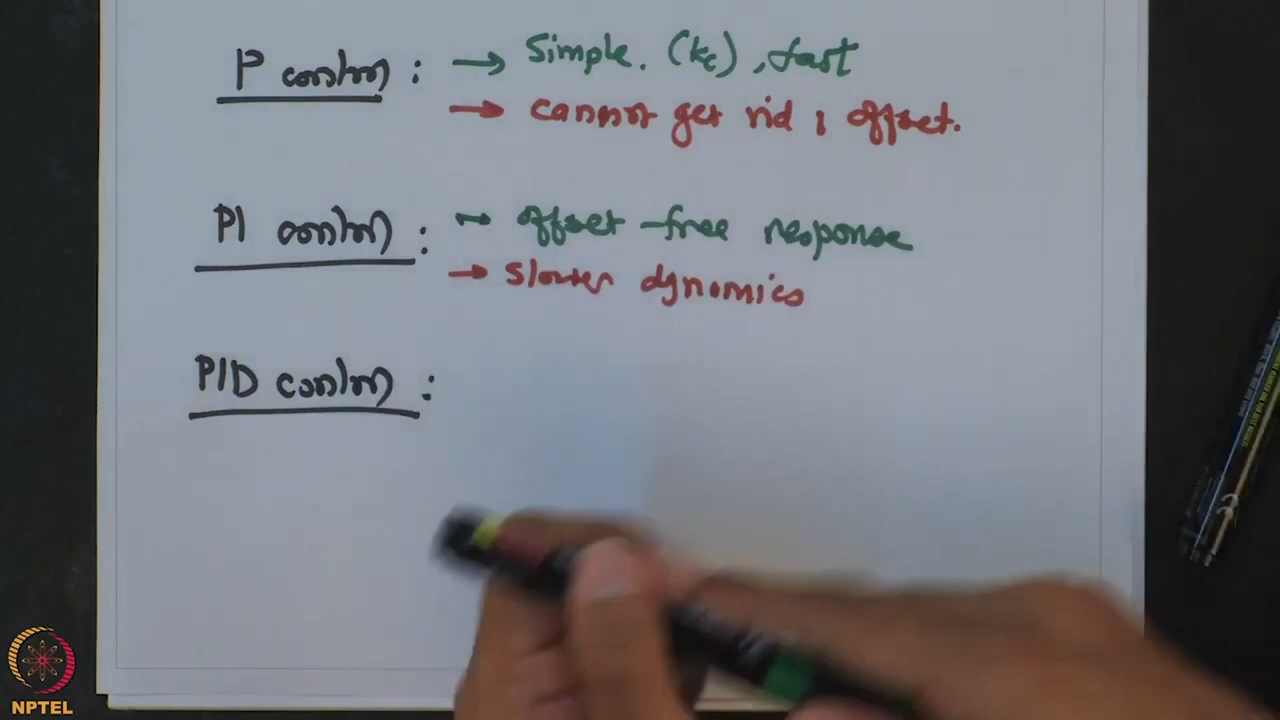 P control : → Simple. (Kc), fast
→ cannot get rid of offset.
PI control : → offset-free response
→ slower dynamics
PID control :
NPTEL